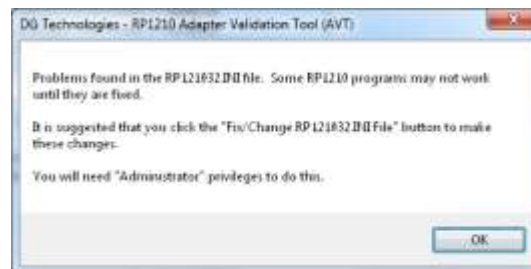 DG Technologies - RP1210 Adapter Validation Tool (AVT)
Problems found in the RP121032.INI file. Some RP1210 programs may not work
until they are fixed.
It is suggested that you click the "Fix/Change RP121032.INI File" button to make
these changes.
You will need "Administrator" privileges to do this.
OK